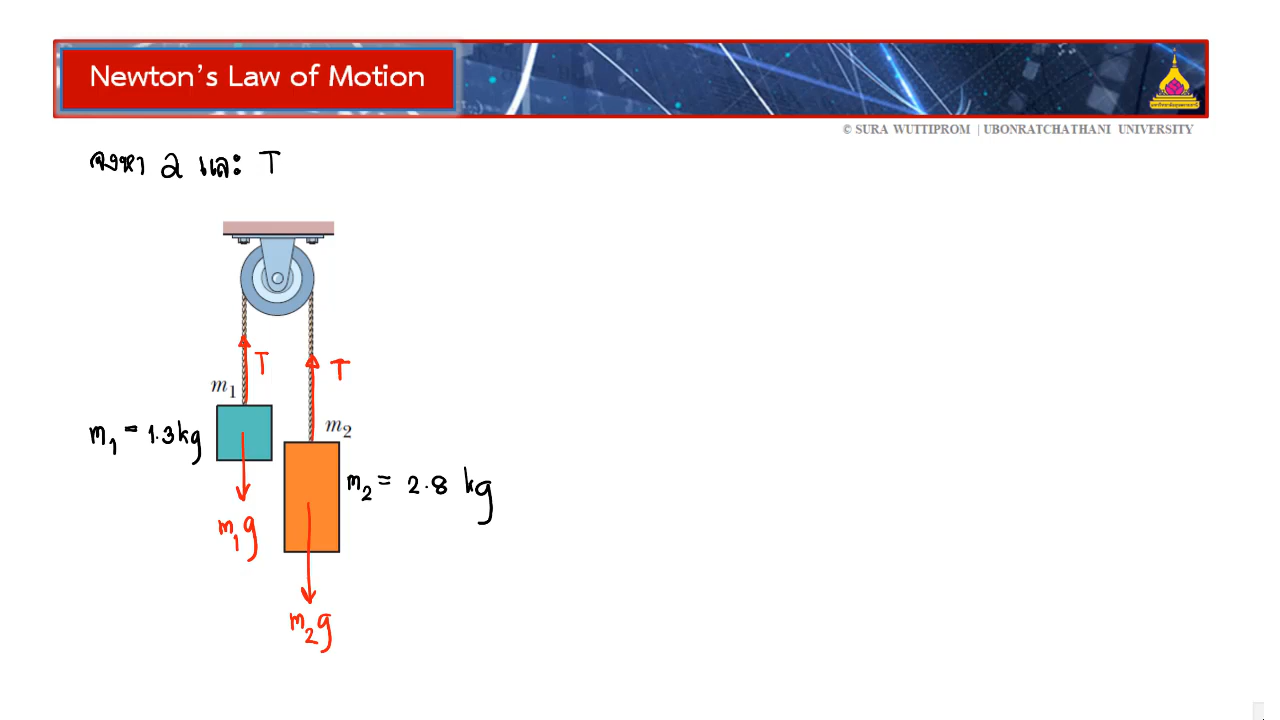 Newton's Law of Motion
© SURA WUTTIPROM | UBONRATCHATHANI UNIVERSITY
จงหา a และ T
T
T
m1
m1 = 1.3 kg
m2
m2 = 2.8 kg
m1g
m2g